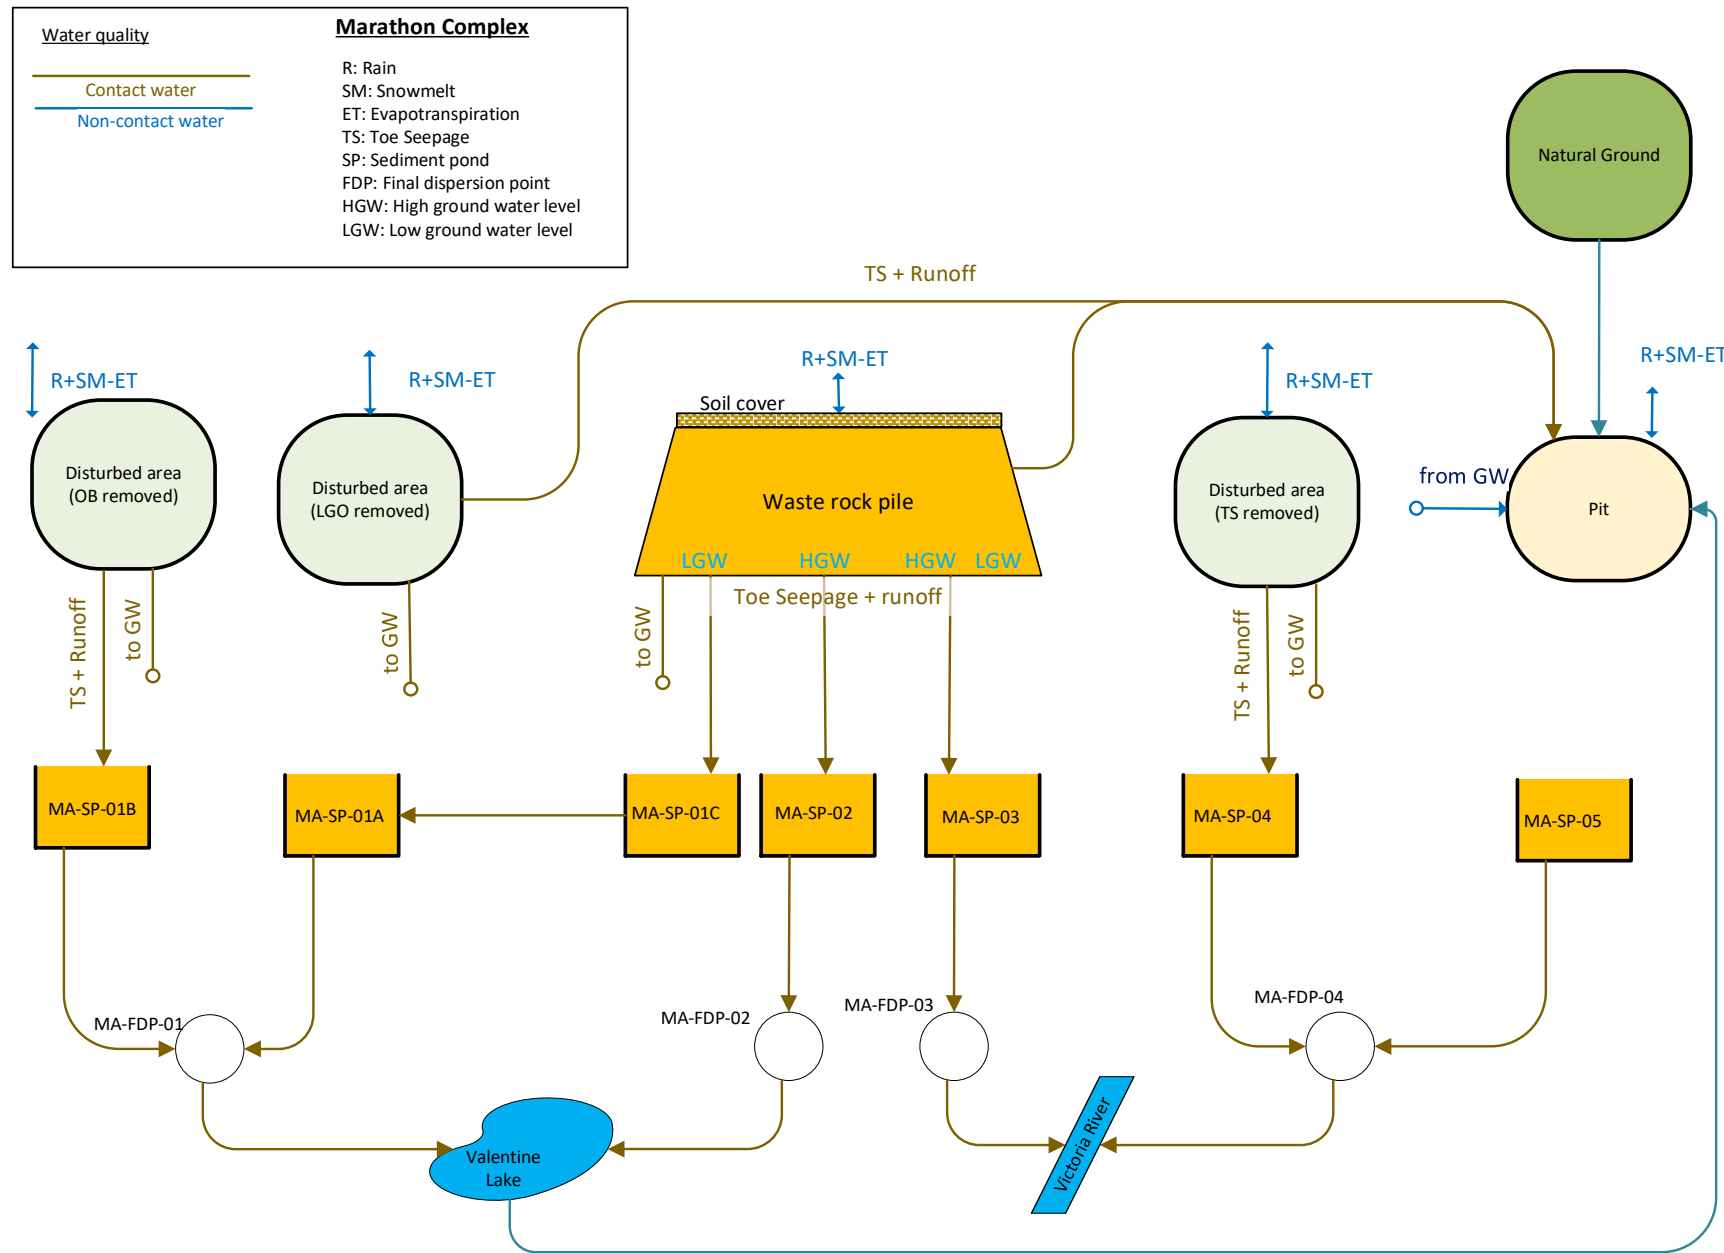 Water quality
Contact water
Non-contact water
Marathon Complex
R: Rain
SM: Snowmelt
ET: Evapotranspiration
TS: Toe Seepage
SP: Sediment pond
FDP: Final dispersion point
HGW: High ground water level
LGW: Low ground water level
Natural Ground
TS + Runoff
R+SM-ET
R+SM-ET
R+SM-ET
R+SM-ET
R+SM-ET
Soil cover
Disturbed area
(OB removed)
Disturbed area
(LGO removed)
Waste rock pile
Disturbed area
(TS removed)
from GW
Pit
LGW
HGW
HGW
LGW
Toe Seepage + runoff
TS + Runoff
to GW
to GW
to GW
TS + Runoff
to GW
MA-SP-01B
MA-SP-01A
MA-SP-01C
MA-SP-02
MA-SP-03
MA-SP-04
MA-SP-05
MA-FDP-01
MA-FDP-02
MA-FDP-03
MA-FDP-04
Valentine
Lake
Victoria River